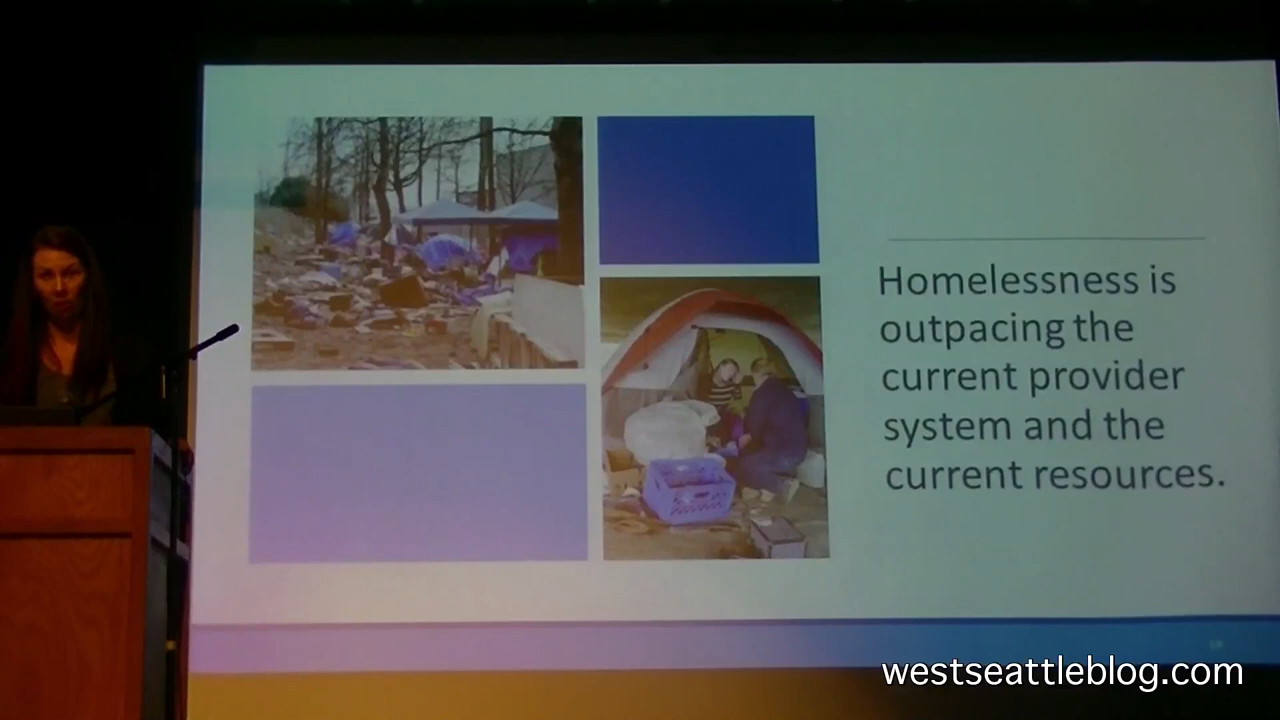 Homelessness is
outpacing the
current provider
system and the
current resources.
westseattleblog.com